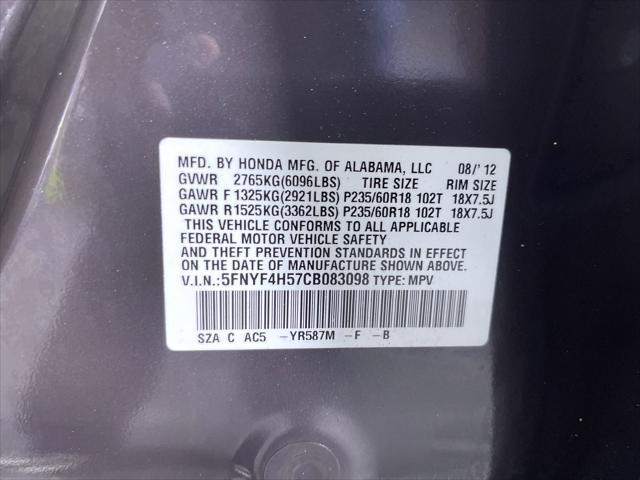 MFD. BY HONDA MFG. OF ALABAMA, LLC 08/'12
GVWR 2765KG(6096LBS) TIRE SIZE RIM SIZE
GAWR F 1325KG(2921LBS) P235/60R18 102T 18X7.5J
GAWR R 1525KG(3362LBS) P235/60R18 102T 18X7.5J
THIS VEHICLE CONFORMS TO ALL APPLICABLE
FEDERAL MOTOR VEHICLE SAFETY
AND THEFT PREVENTION STANDARDS IN EFFECT
ON THE DATE OF MANUFACTURE SHOWN ABOVE.
V.I.N.:5FNYF4H57CB083098 TYPE: MPV
SZA C AC5 –YR587M –F –B